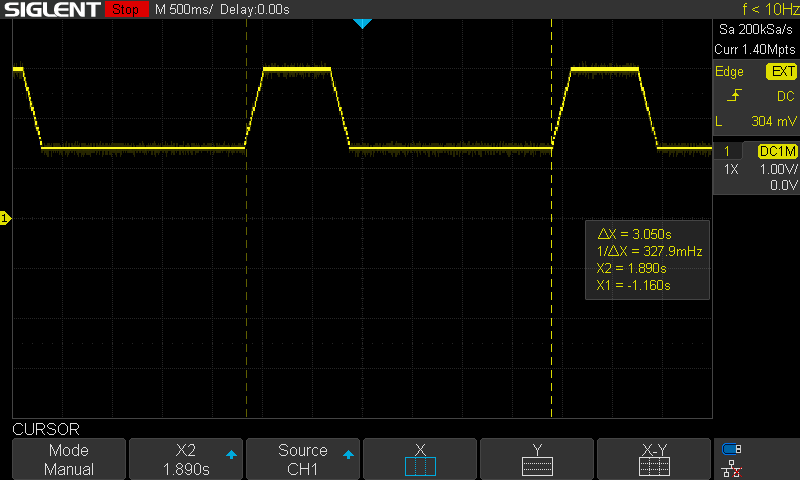 SIGLENT Stop M 500ms/ Delay:0.00s f < 10Hz
Sa 200kSa/s
Curr 1.40Mpts
Edge EXT
DC
L 304 mV
1 DC1M
1X 1.00V/
0.0V
1
△X = 3.050s
1/△X = 327.9mHz
X2 = 1.890s
X1 = -1.160s
CURSOR
Mode X2 Source X Y X-Y
Manual 1.890s CH1